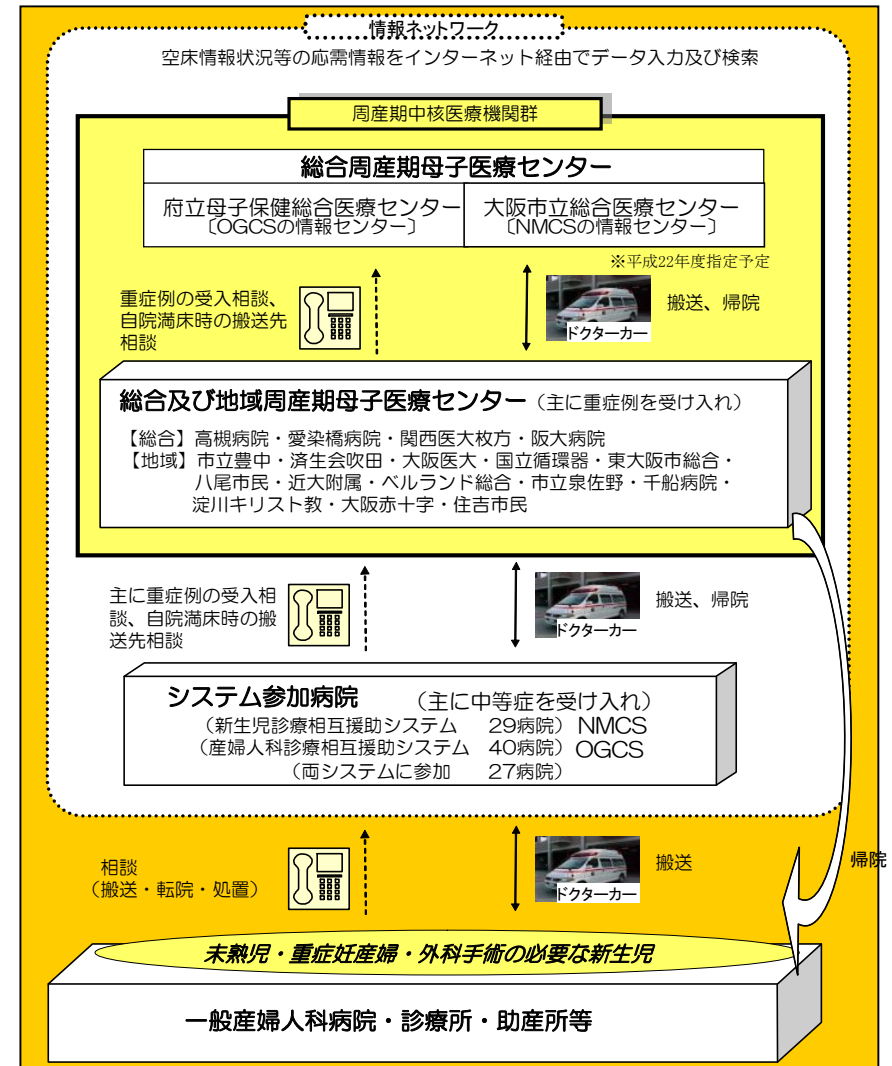 情報ネットワーク
空床情報状況等の応需情報をインターネット経由でデータ入力及び検索
周産期中核医療機関群
総合周産期母子医療センター
府立母子保健総合医療センター
〔OGCSの情報センター〕
大阪市立総合医療センター
〔NMCSの情報センター〕
※平成22年度指定予定
重症例の受入相談、
自院満床時の搬送先
相談
ドクターカー
搬送、帰院
総合及び地域周産期母子医療センター（主に重症例を受け入れ）
【総合】高槻病院・愛染橋病院・関西医大枚方・阪大病院
【地域】市立豊中・済生会吹田・大阪医大・国立循環器・東大阪市総合・
八尾市民・近大附属・ベルランド総合・市立泉佐野・千船病院・
淀川キリスト教・大阪赤十字・住吉市民
主に重症例の受入相
談、自院満床時の搬
送先相談
ドクターカー
搬送、帰院
システム参加病院　（主に中等症を受け入れ）
（新生児診療相互援助システム　29病院）NMCS
（産婦人科診療相互援助システム　40病院）OGCS
（両システムに参加　27病院）
相談
（搬送・転院・処置）
ドクターカー
搬送
帰院
未熟児・重症妊産婦・外科手術の必要な新生児
一般産婦人科病院・診療所・助産所等